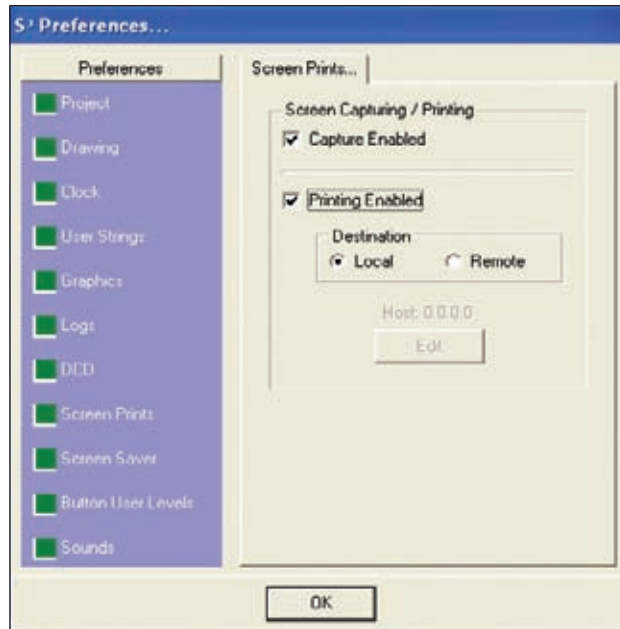 S³ Preferences...
Preferences
Project
Drawing
Clock
User Strings
Graphics
Logs
DCD
Screen Prints
Screen Saver
Button User Levels
Sounds
Screen Prints...
Screen Capturing / Printing
Capture Enabled
Printing Enabled
Destination
Local Remote
Host: 0.0.0.0
Edit
OK